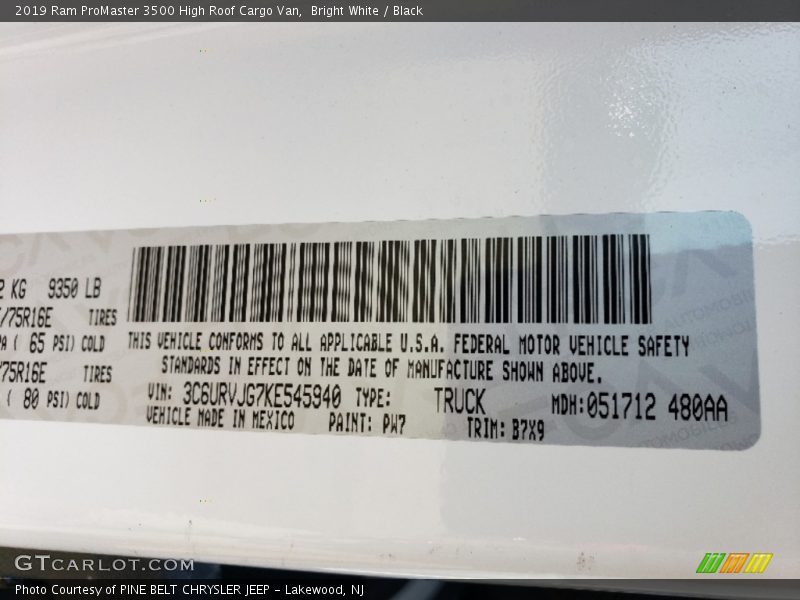 2019 Ram ProMaster 3500 High Roof Cargo Van,  Bright White / Black
KG 9350 LB
/75R16E TIRES
( 65 PSI) COLD
/75R16E TIRES
( 80 PSI) COLD
THIS VEHICLE CONFORMS TO ALL APPLICABLE U.S.A. FEDERAL MOTOR VEHICLE SAFETY
STANDARDS IN EFFECT ON THE DATE OF MANUFACTURE SHOWN ABOVE.
VIN: 3C6URVJG7KE545940 TYPE: TRUCK MDH:051712 480AA
VEHICLE MADE IN MEXICO PAINT: PW7 TRIM: B7X9
GTCARLOT.COM
Photo Courtesy of PINE BELT CHRYSLER JEEP - Lakewood, NJ